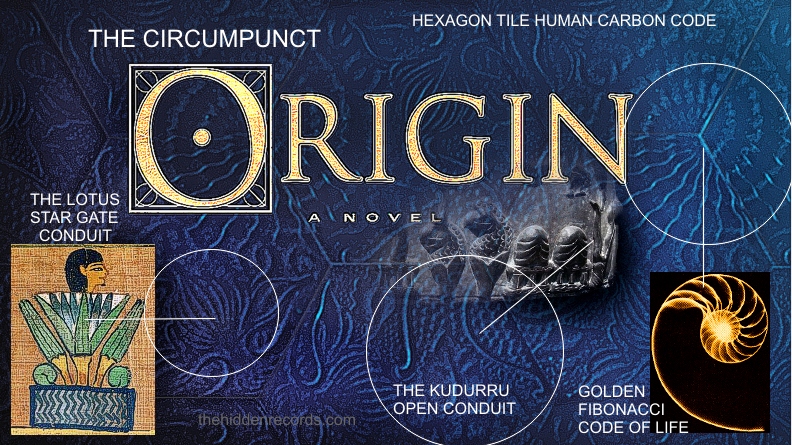 HEXAGON TILE HUMAN CARBON CODE
THE CIRCUMPUNCT
ORIGIN
A NOVEL
THE LOTUS
STAR GATE
CONDUIT
THE KUDURRU
OPEN CONDUIT
GOLDEN
FIBONACCI
CODE OF LIFE
thehiddenrecords.com